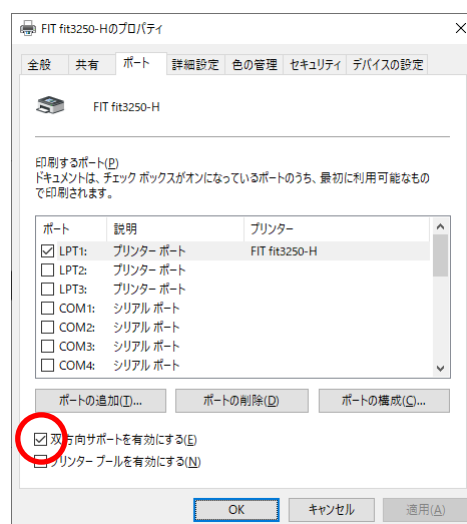 FIT fit3250-Hのプロパティ
全般 共有 ポート 詳細設定 色の管理 セキュリティ デバイスの設定
FIT fit3250-H
印刷するポート(P)
ドキュメントは、チェック ボックスがオンになっているポートのうち、最初に利用可能なもの
で印刷されます。
ポート 説明 プリンター
LPT1: プリンター ポート FIT fit3250-H
LPT2: プリンター ポート
LPT3: プリンター ポート
COM1: シリアル ポート
COM2: シリアル ポート
COM3: シリアル ポート
COM4: シリアル ポート
ポートの追加(T)... ポートの削除(D) ポートの構成(C)...
双方向サポートを有効にする(E)
プリンター プールを有効にする(N)
OK キャンセル 適用(A)